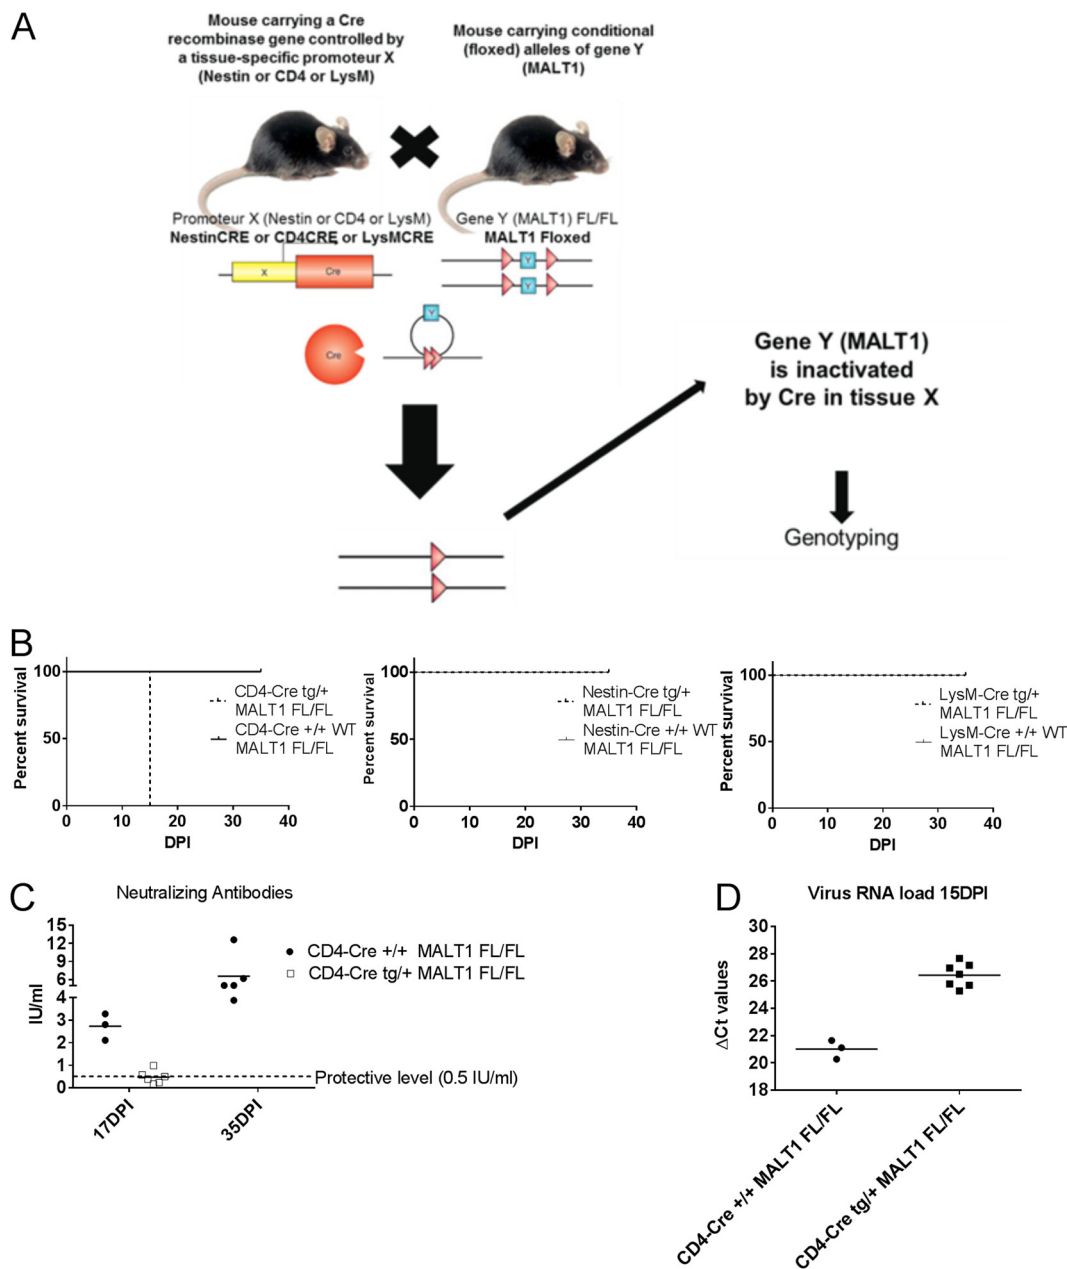 A
Mouse carrying a Cre
recombinase gene controlled by
a tissue-specific promoteur X
(Nestin or CD4 or LysM)
Mouse carrying conditional
(floxed) alleles of gene Y
(MALT1)
Promoteur X (Nestin or CD4 or LysM)
NestinCRE or CD4CRE or LysMCRE
Gene Y (MALT1) FL/FL
MALT1 Floxed
X
Cre
Y
Y
Cre
Y
Gene Y (MALT1)
is inactivated
by Cre in tissue X
Genotyping
B
Percent survival
100
50
0
0 10 20 30 40
DPI
CD4-Cre tg/+
MALT1 FL/FL
CD4-Cre +/+ WT
MALT1 FL/FL
Percent survival
100
50
0
0 10 20 30 40
DPI
Nestin-Cre tg/+
MALT1 FL/FL
Nestin-Cre +/+ WT
MALT1 FL/FL
Percent survival
100
50
0
0 10 20 30 40
DPI
LysM-Cre tg/+
MALT1 FL/FL
LysM-Cre +/+ WT
MALT1 FL/FL
C
Neutralizing Antibodies
IU/ml
15
12
9
6
4
3
2
1
0
17DPI
35DPI
CD4-Cre +/+ MALT1 FL/FL
CD4-Cre tg/+ MALT1 FL/FL
Protective level (0.5 IU/ml)
D
Virus RNA load 15DPI
ΔCt values
30
28
26
24
22
20
18
CD4-Cre +/+ MALT1 FL/FL
CD4-Cre tg/+ MALT1 FL/FL